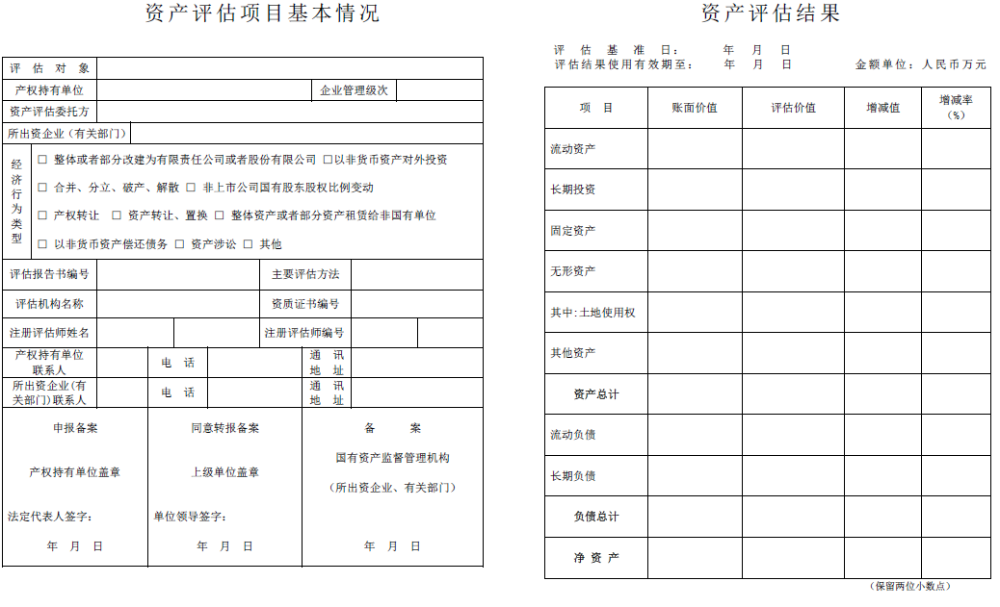 资产评估项目基本情况
评 估 对 象
产权持有单位 企业管理级次
资产评估委托方
所出资企业（有关部门）
经济行为类型
□ 整体或者部分改建为有限责任公司或者股份有限公司 □以非货币资产对外投资
□ 合并、分立、破产、解散 □ 非上市公司国有股东股权比例变动
□ 产权转让 □ 资产转让、置换 □ 整体资产或者部分资产租赁给非国有单位
□ 以非货币资产偿还债务 □ 资产涉讼 □ 其他
评估报告书编号 主要评估方法
评估机构名称 资质证书编号
注册评估师姓名 注册评估师编号
产权持有单位
联系人
电 话
通 讯
地 址
所出资企业(有
关部门)联系人
电 话
通 讯
地 址
申报备案
产权持有单位盖章
法定代表人签字：
年 月 日
同意转报备案
上级单位盖章
单位领导签字：
年 月 日
备 案
国有资产监督管理机构
（所出资企业、有关部门）
年 月 日
资产评估结果
评 估 基 准 日： 年 月 日
评估结果使用有效期至： 年 月 日 金额单位：人民币万元
项 目 账面价值 评估价值 增减值 增减率
（%）
流动资产
长期投资
固定资产
无形资产
其中:土地使用权
其他资产
资产总计
流动负债
长期负债
负债总计
净 资 产
（保留两位小数点）